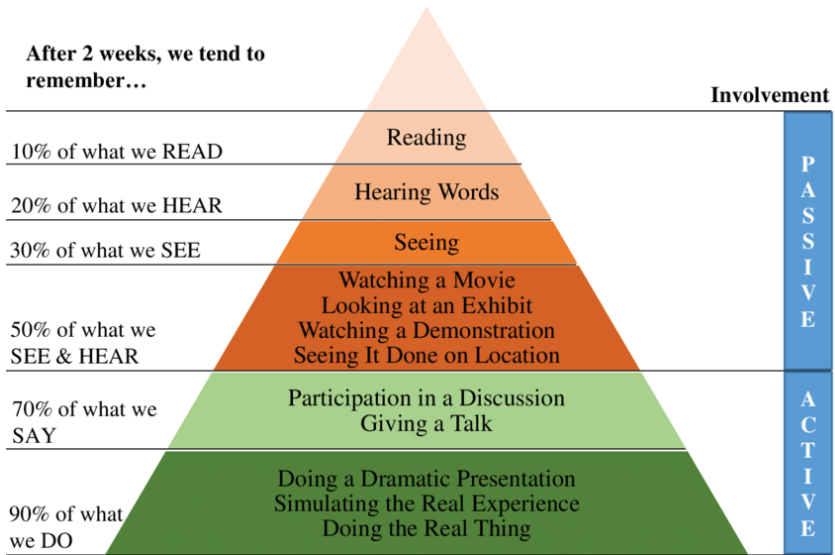 After 2 weeks, we tend to
remember…
Involvement
10% of what we READ
Reading
20% of what we HEAR
Hearing Words
30% of what we SEE
Seeing
50% of what we
SEE & HEAR
Watching a Movie
Looking at an Exhibit
Watching a Demonstration
Seeing It Done on Location
PASSIVE
70% of what we
SAY
Participation in a Discussion
Giving a Talk
90% of what
we DO
Doing a Dramatic Presentation
Simulating the Real Experience
Doing the Real Thing
ACTIVE